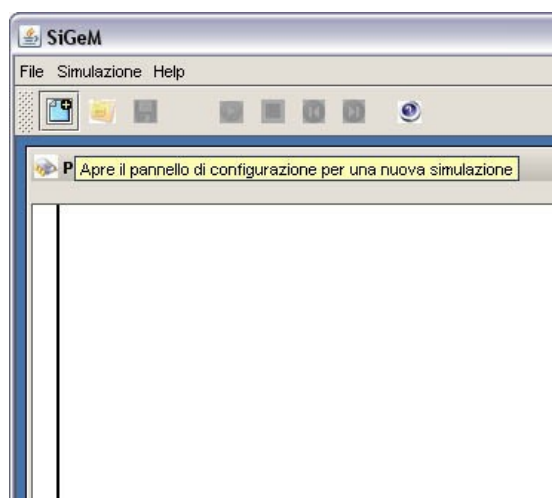 SiGeM
File Simulazione Help
P Apre il pannello di configurazione per una nuova simulazione